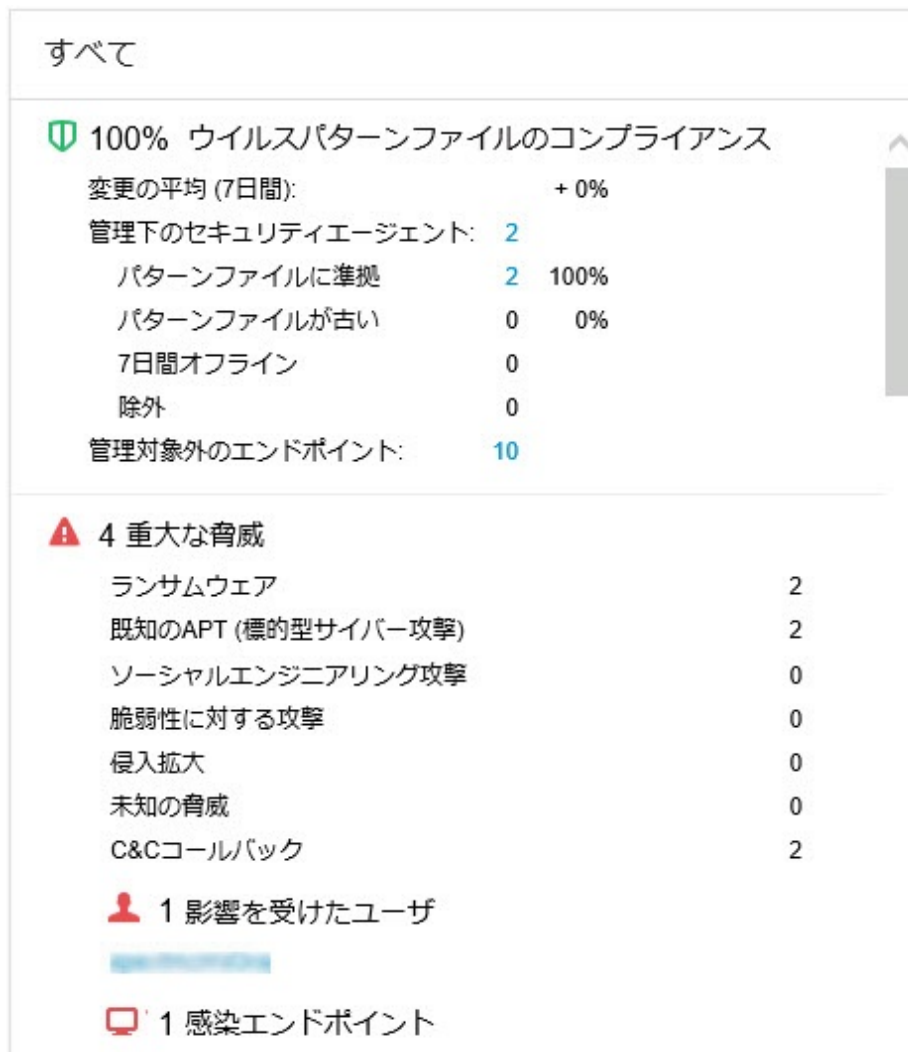 すべて
100% ウイルスパターンファイルのコンプライアンス
変更の平均 (7日間): + 0%
管理下のセキュリティエージェント: 2
パターンファイルに準拠 2 100%
パターンファイルが古い 0 0%
7日間オフライン 0
除外 0
管理対象外のエンドポイント: 10
4 重大な脅威
ランサムウェア 2
既知のAPT (標的型サイバー攻撃) 2
ソーシャルエンジニアリング攻撃 0
脆弱性に対する攻撃 0
侵入拡大 0
未知の脅威 0
C&Cコールバック 2
1 影響を受けたユーザ
1 感染エンドポイント